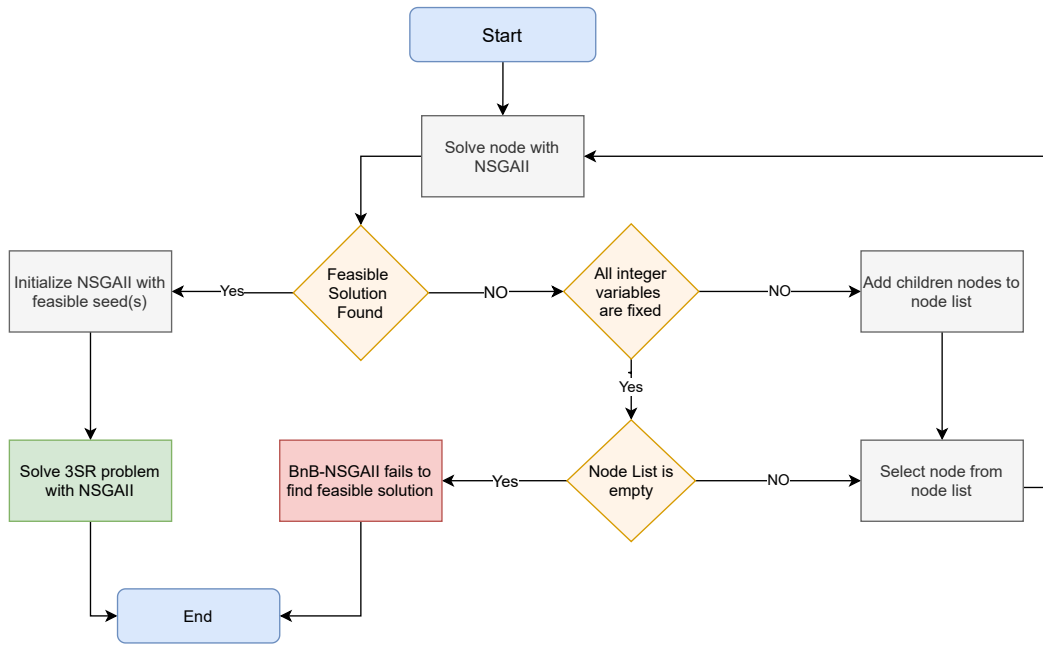 Start
Solve node with
NSGAII
Feasible
Solution
Found
All integer
variables
are fixed
Initialize NSGAII with
feasible seed(s)
Yes
NO
NO
Add children nodes to
node list
Yes
Solve 3SR problem
with NSGAII
BnB-NSGAII fails to
find feasible solution
Yes
Node List is
empty
NO
Select node from
node list
End